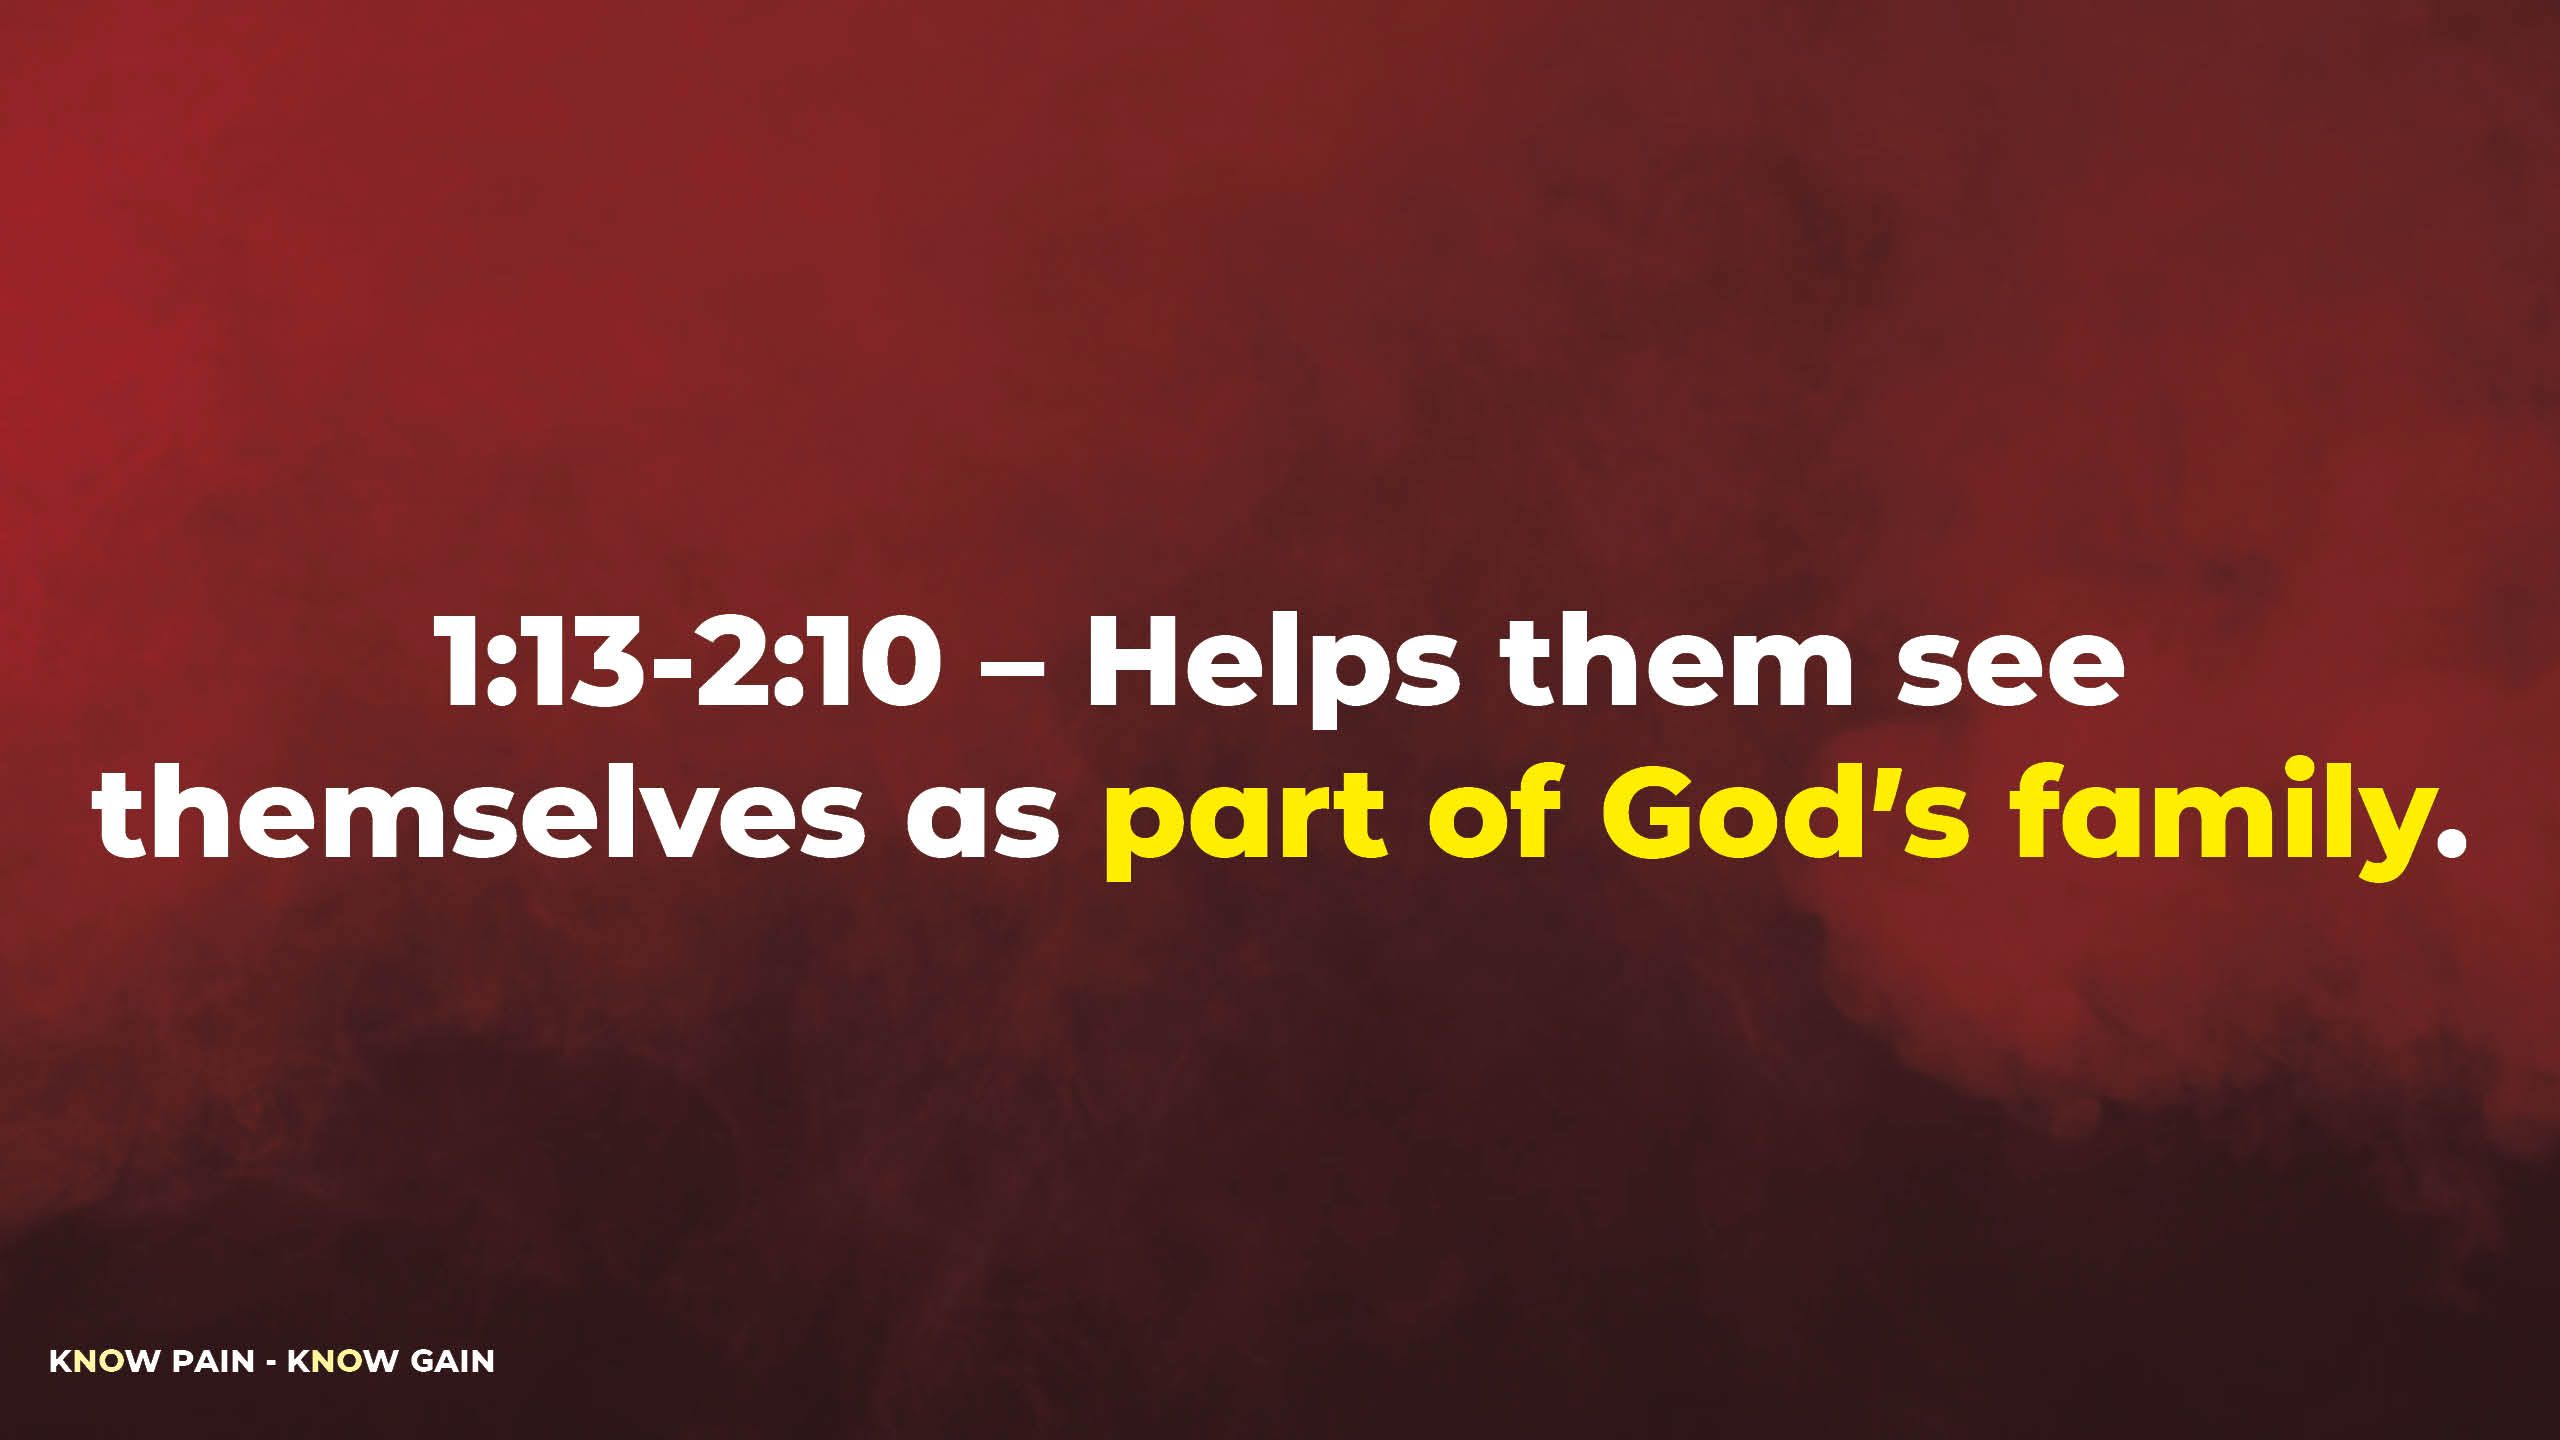 1:13-2:10 – Helps them see
themselves as part of God's family.
KNOW PAIN - KNOW GAIN